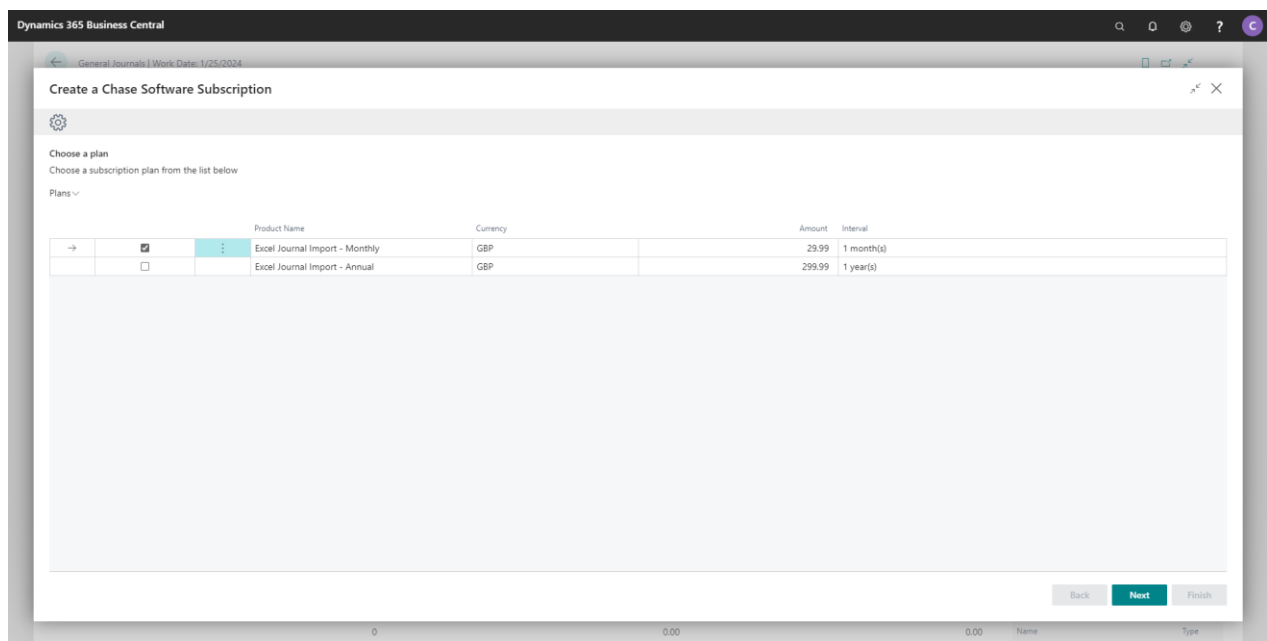 Dynamics 365 Business Central ? C
General Journals | Work Date: 1/25/2024
Create a Chase Software Subscription
Choose a plan
Choose a subscription plan from the list below
Plans
Product Name Currency Amount Interval
Excel Journal Import - Monthly GBP 29.99 1 month(s)
Excel Journal Import - Annual GBP 299.99 1 year(s)
Back Next Finish
0 0.00 0.00 Name Type